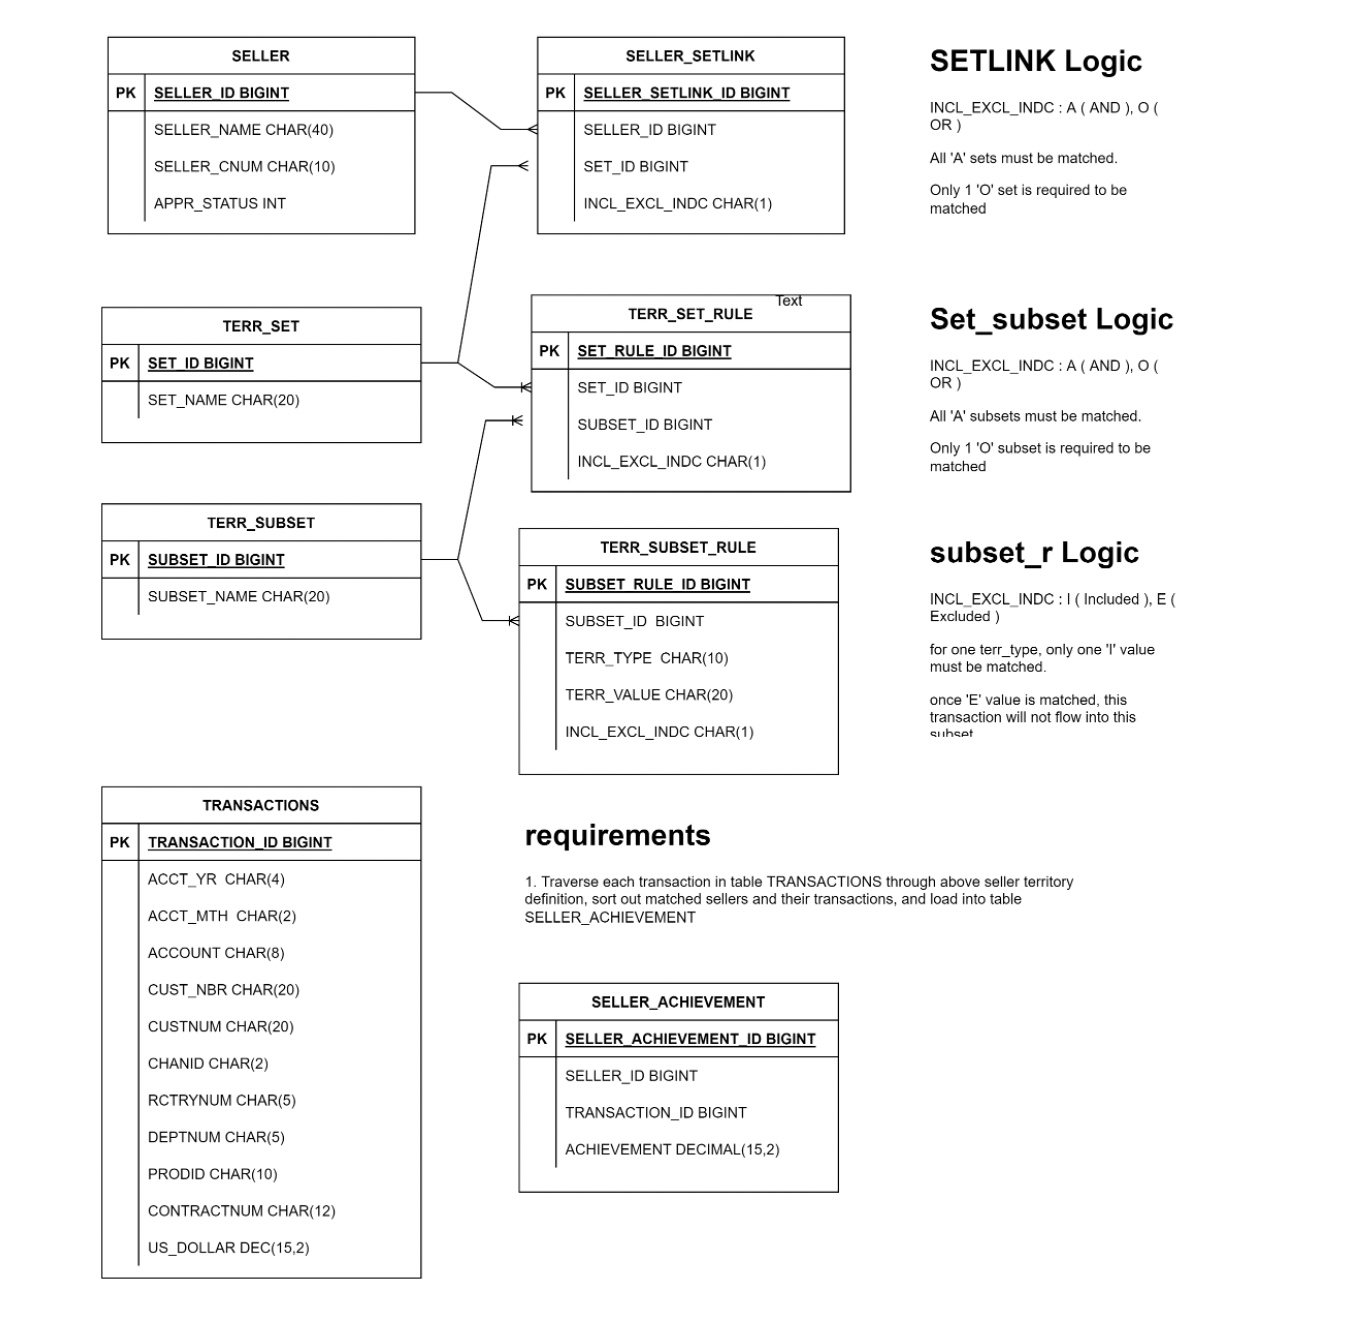 SELLER
PK SELLER_ID BIGINT
SELLER_NAME CHAR(40)
SELLER_CNUM CHAR(10)
APPR_STATUS INT
SELLER_SETLINK
PK SELLER_SETLINK_ID BIGINT
SELLER_ID BIGINT
SET_ID BIGINT
INCL_EXCL_INDC CHAR(1)
SETLINK Logic
INCL_EXCL_INDC : A ( AND ), O (
OR )
All 'A' sets must be matched.
Only 1 'O' set is required to be
matched
TERR_SET
PK SET_ID BIGINT
SET_NAME CHAR(20)
Text
TERR_SET_RULE
PK SET_RULE_ID BIGINT
SET_ID BIGINT
SUBSET_ID BIGINT
INCL_EXCL_INDC CHAR(1)
Set_subset Logic
INCL_EXCL_INDC : A ( AND ), O (
OR )
All 'A' subsets must be matched.
Only 1 'O' subset is required to be
matched
TERR_SUBSET
PK SUBSET_ID BIGINT
SUBSET_NAME CHAR(20)
TERR_SUBSET_RULE
PK SUBSET_RULE_ID BIGINT
SUBSET_ID  BIGINT
TERR_TYPE  CHAR(10)
TERR_VALUE CHAR(20)
INCL_EXCL_INDC CHAR(1)
subset_r Logic
INCL_EXCL_INDC : I ( Included ), E (
Excluded )
for one terr_type, only one 'I' value
must be matched.
once 'E' value is matched, this
transaction will not flow into this
subset
TRANSACTIONS
PK TRANSACTION_ID BIGINT
ACCT_YR  CHAR(4)
ACCT_MTH  CHAR(2)
ACCOUNT CHAR(8)
CUST_NBR CHAR(20)
CUSTNUM CHAR(20)
CHANID CHAR(2)
RCTRYNUM CHAR(5)
DEPTNUM CHAR(5)
PRODID CHAR(10)
CONTRACTNUM CHAR(12)
US_DOLLAR DEC(15,2)
requirements
1. Traverse each transaction in table TRANSACTIONS through above seller territory
definition, sort out matched sellers and their transactions, and load into table
SELLER_ACHIEVEMENT
SELLER_ACHIEVEMENT
PK SELLER_ACHIEVEMENT_ID BIGINT
SELLER_ID BIGINT
TRANSACTION_ID BIGINT
ACHIEVEMENT DECIMAL(15,2)